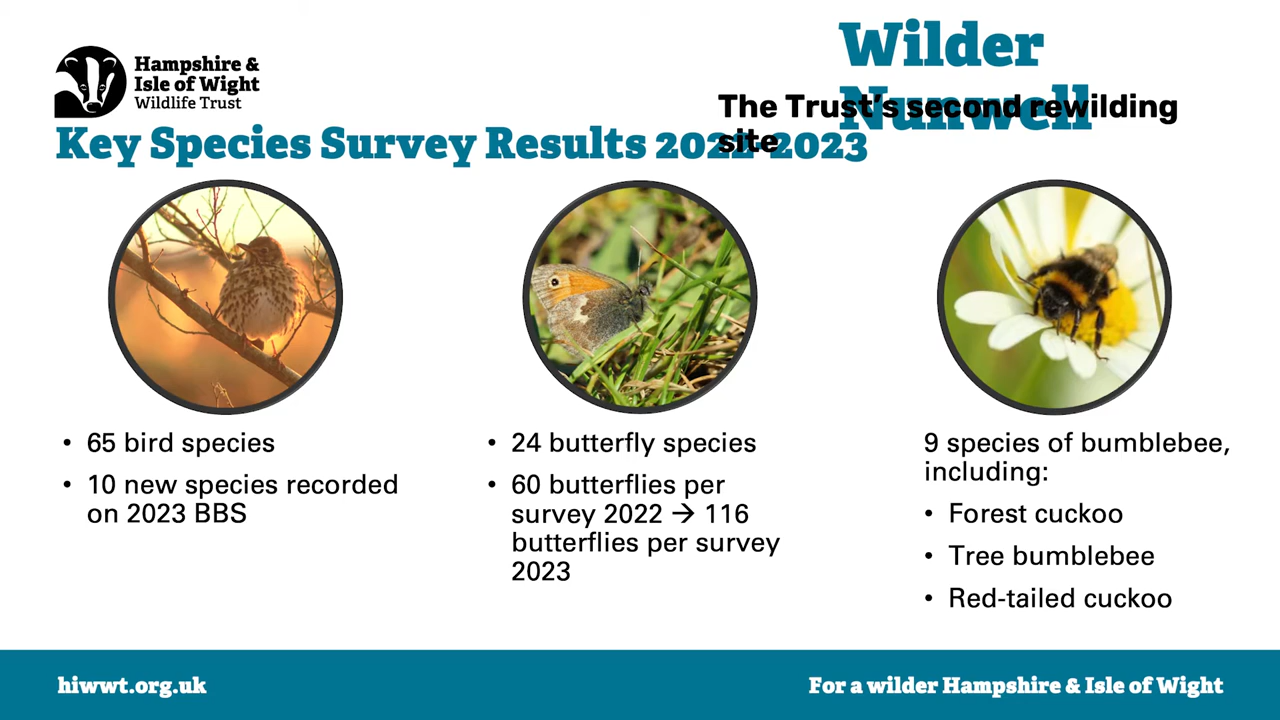 Hampshire &
Isle of Wight
Wildlife Trust
Wilder
Nunwell
The Trust's second rewilding
site
Key Species Survey Results 2022-2023
• 65 bird species
• 10 new species recorded
on 2023 BBS
• 24 butterfly species
• 60 butterflies per
survey 2022 → 116
butterflies per survey
2023
9 species of bumblebee,
including:
• Forest cuckoo
• Tree bumblebee
• Red-tailed cuckoo
hiwwt.org.uk
For a wilder Hampshire & Isle of Wight